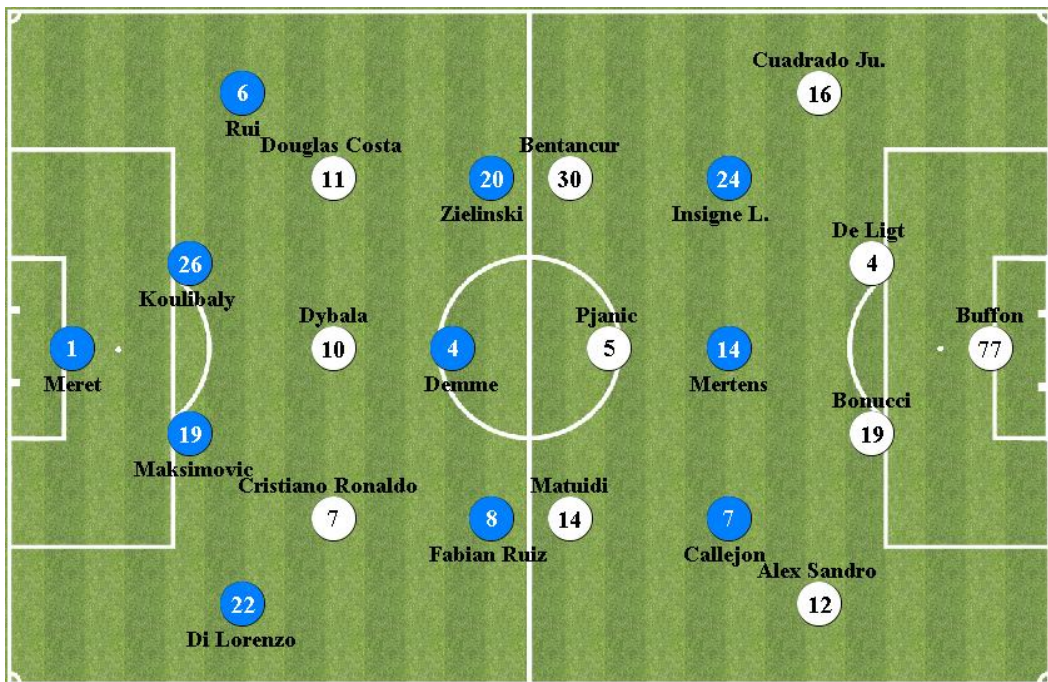 Cuadrado Ju.
16
6
Rui
Douglas Costa
11
20
Zielinski
Bentancur
30
24
Insigne L.
De Ligt
4
26
Koulibaly
1
Meret
Dybala
10
4
Demme
Pjanic
5
14
Mertens
Buffon
77
19
Maksimovic
Bonucci
19
Cristiano Ronaldo
7
8
Fabian Ruiz
Matuidi
14
7
Callejon
Alex Sandro
12
22
Di Lorenzo